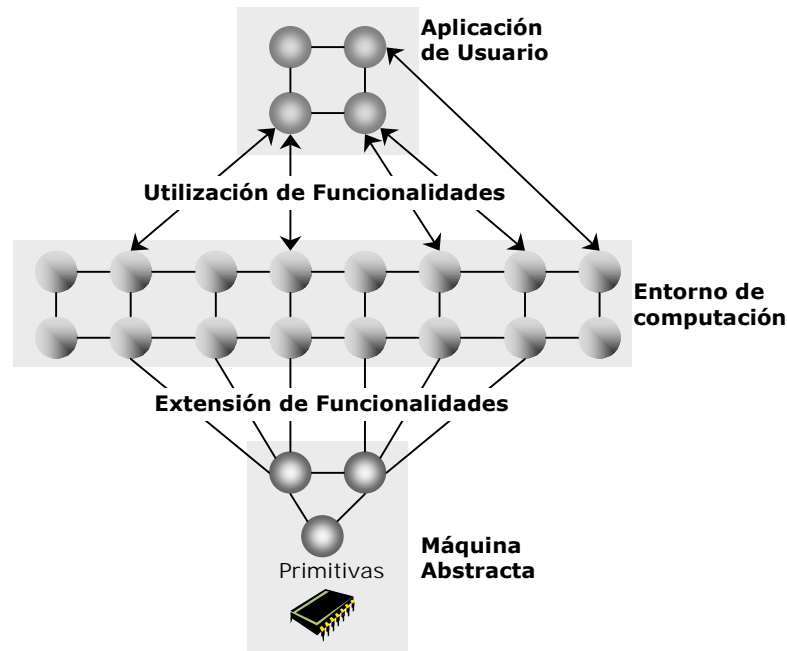 Aplicación
de Usuario
Utilización de Funcionalidades
Entorno de
computación
Extensión de Funcionalidades
Primitivas
Máquina
Abstracta